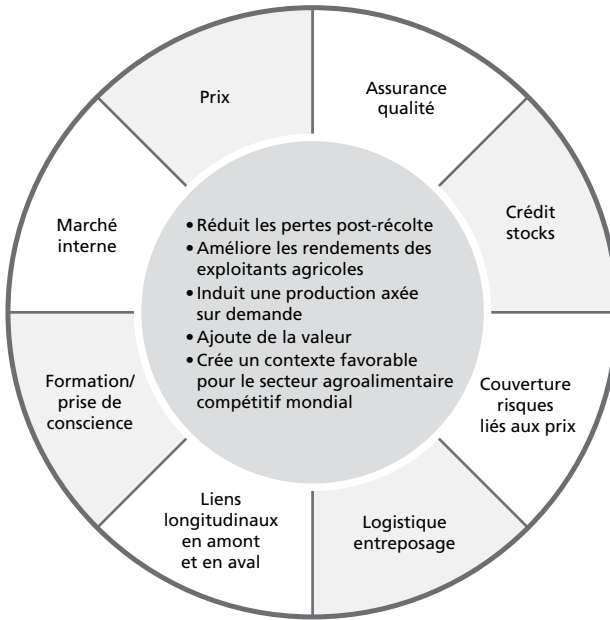 Prix
Assurance
qualité
Crédit
stocks
Couverture
risques
liés aux prix
Logistique
entreposage
Liens
longitudinaux
en amont
et en aval
Formation/
prise de
conscience
Marché
interne
• Réduit les pertes post-récolte
• Améliore les rendements des
exploitants agricoles
• Induit une production axée
sur demande
• Ajoute de la valeur
• Crée un contexte favorable
pour le secteur agroalimentaire
compétitif mondial